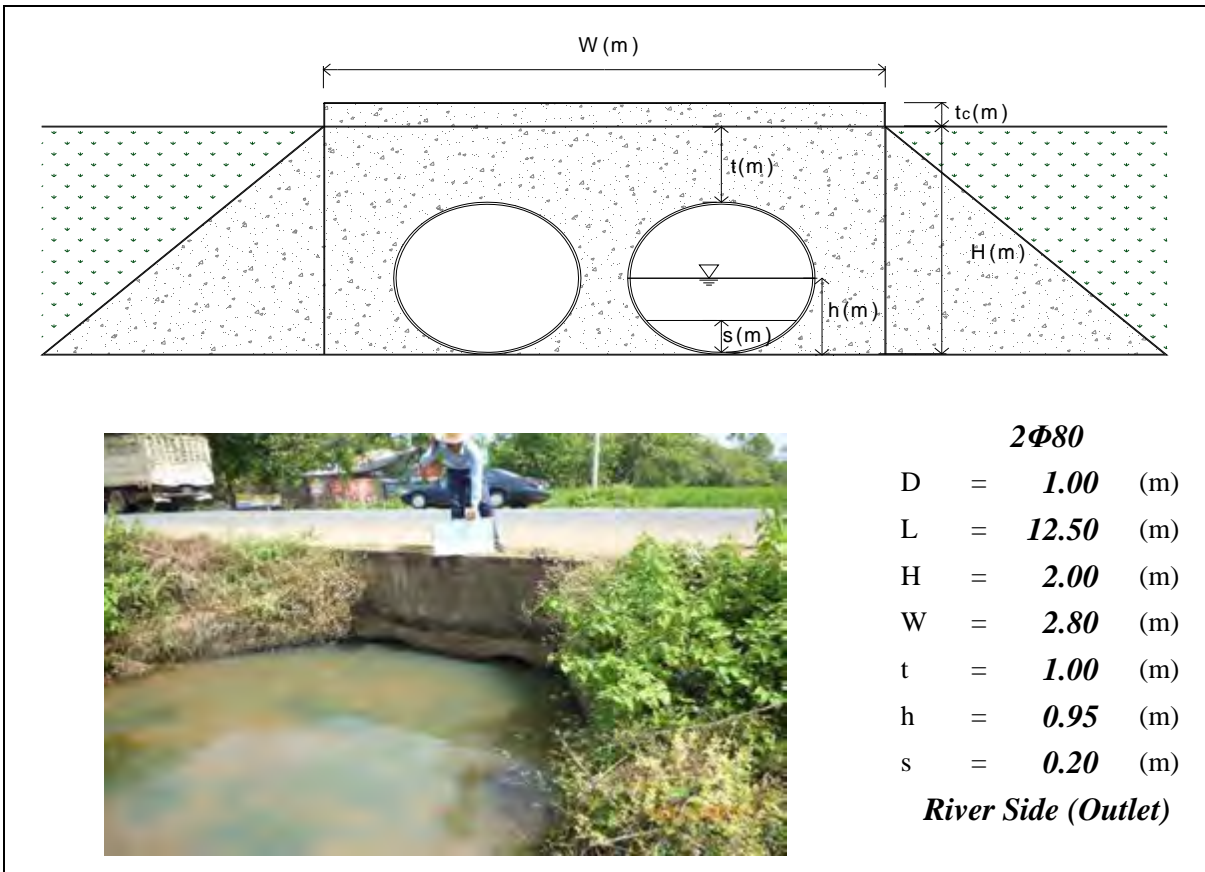 W (m)
tc(m)
t(m)
H(m)
h(m)
s(m)
2Φ80
D = 1.00 (m)
L = 12.50 (m)
H = 2.00 (m)
W = 2.80 (m)
t = 1.00 (m)
h = 0.95 (m)
s = 0.20 (m)
River Side (Outlet)